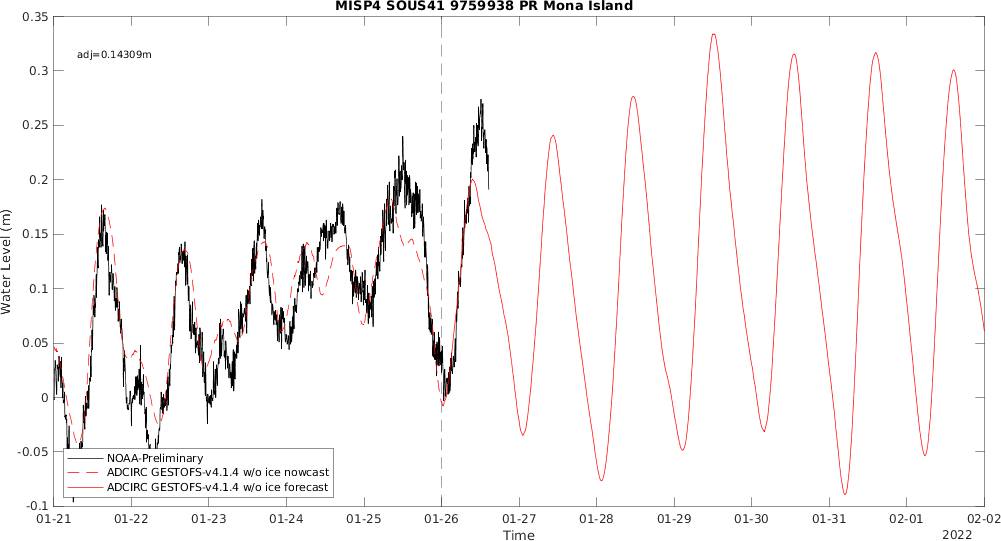 MISP4 SOUS41 9759938 PR Mona Island
adj=0.14309m
Water Level (m)
0.35
0.3
0.25
0.2
0.15
0.1
0.05
0
-0.05
-0.1
NOAA-Preliminary
ADCIRC GESTOFS-v4.1.4 w/o ice nowcast
ADCIRC GESTOFS-v4.1.4 w/o ice forecast
01-21 01-22 01-23 01-24 01-25 01-26 01-27 01-28 01-29 01-30 01-31 02-01 02-02
Time
2022